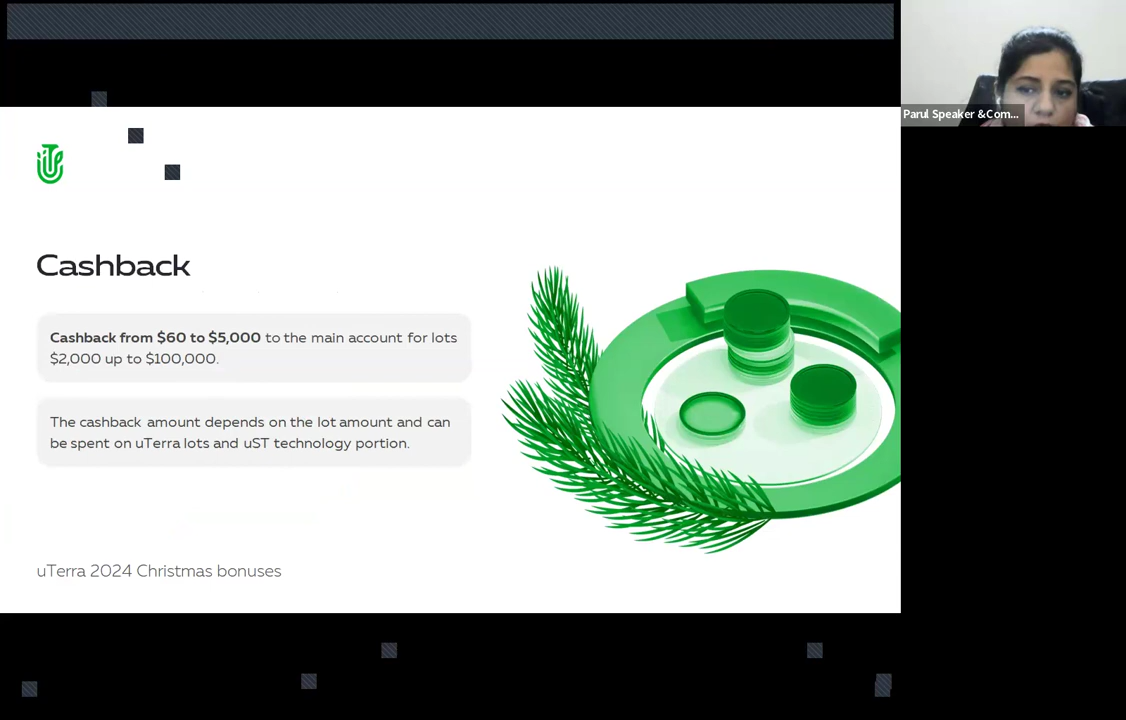 Parul Speaker &Com...
Cashback
Cashback from $60 to $5,000 to the main account for lots
$2,000 up to $100,000.
The cashback amount depends on the lot amount and can
be spent on uTerra lots and uST technology portion.
uTerra 2024 Christmas bonuses